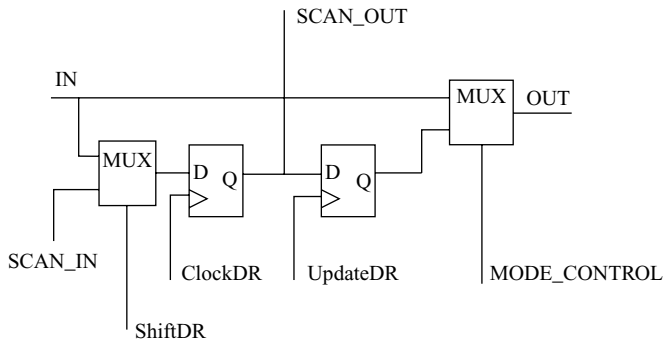 SCAN_OUT
IN
MUX
OUT
MUX
D
Q
D
Q
SCAN_IN
ClockDR
UpdateDR
MODE_CONTROL
ShiftDR